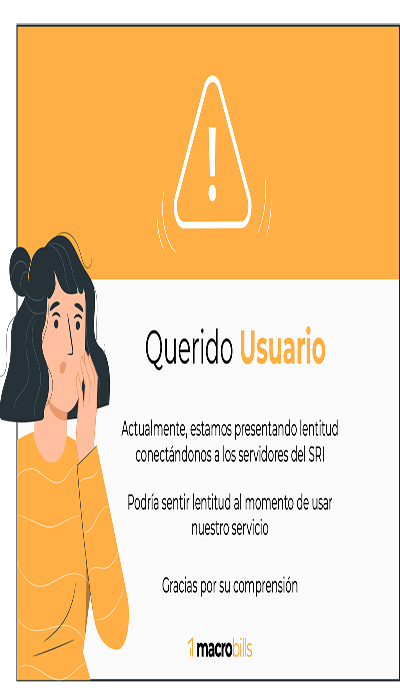 !
Querido Usuario
Actualmente, estamos presentando lentitud
conectándonos a los servidores del SRI
Podría sentir lentitud al momento de usar
nuestro servicio
Gracias por su comprensión
macrobills